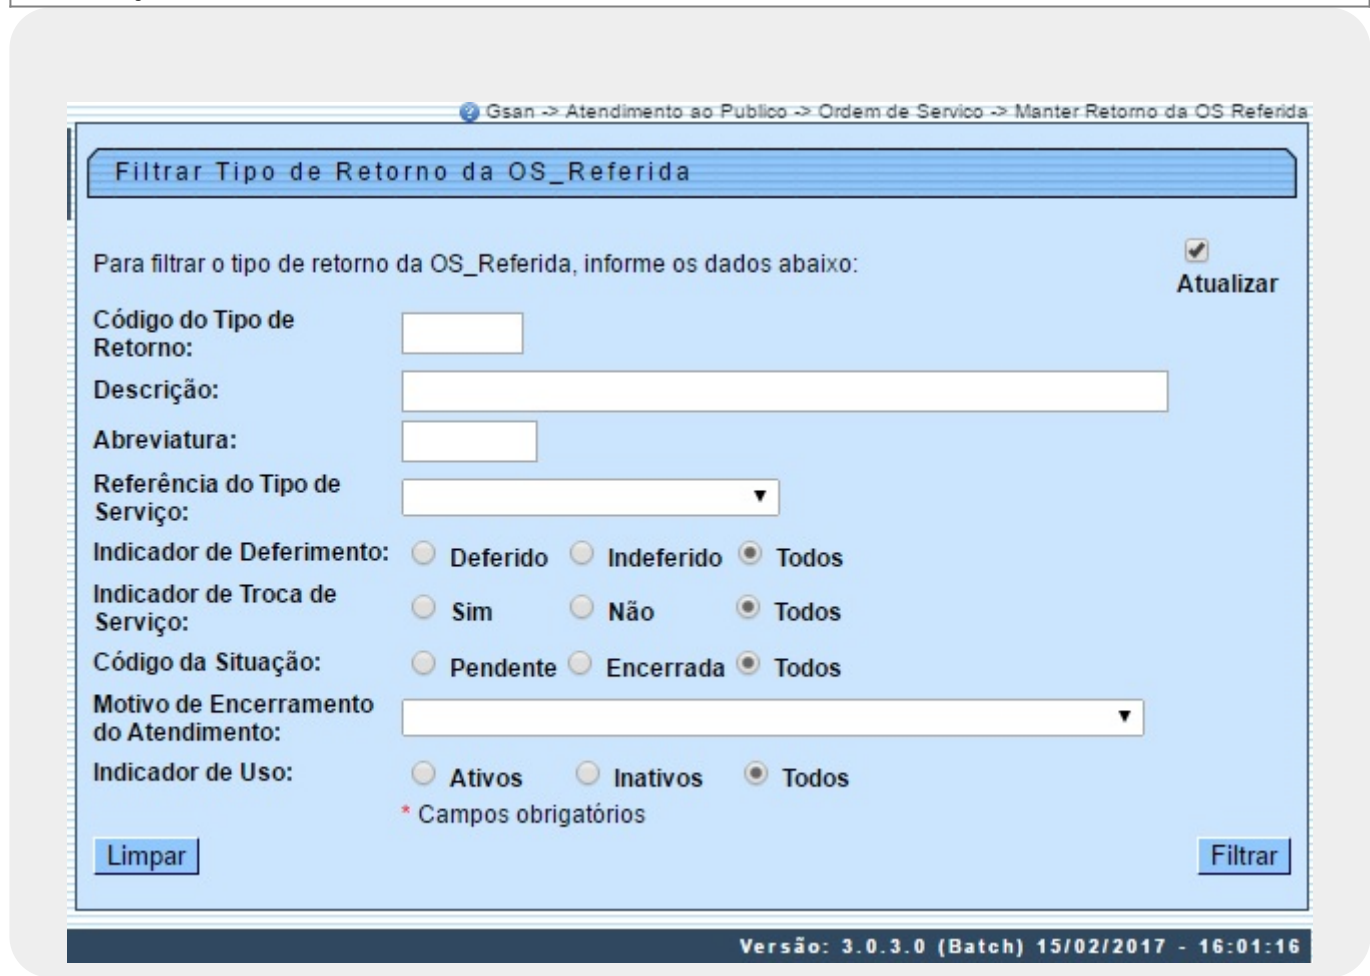 Gsan -> Atendimento ao Publico -> Ordem de Servico -> Manter Retorno da OS Referida
Filtrar Tipo de Retorno da OS_Referida
Para filtrar o tipo de retorno da OS_Referida, informe os dados abaixo:
Atualizar
Código do Tipo de
Retorno:
Descrição:
Abreviatura:
Referência do Tipo de
Serviço:
Indicador de Deferimento: Deferido Indeferido Todos
Indicador de Troca de
Serviço: Sim Não Todos
Código da Situação: Pendente Encerrada Todos
Motivo de Encerramento
do Atendimento:
Indicador de Uso: Ativos Inativos Todos
* Campos obrigatórios
Limpar Filtrar
Versão: 3.0.3.0 (Batch) 15/02/2017 - 16:01:16